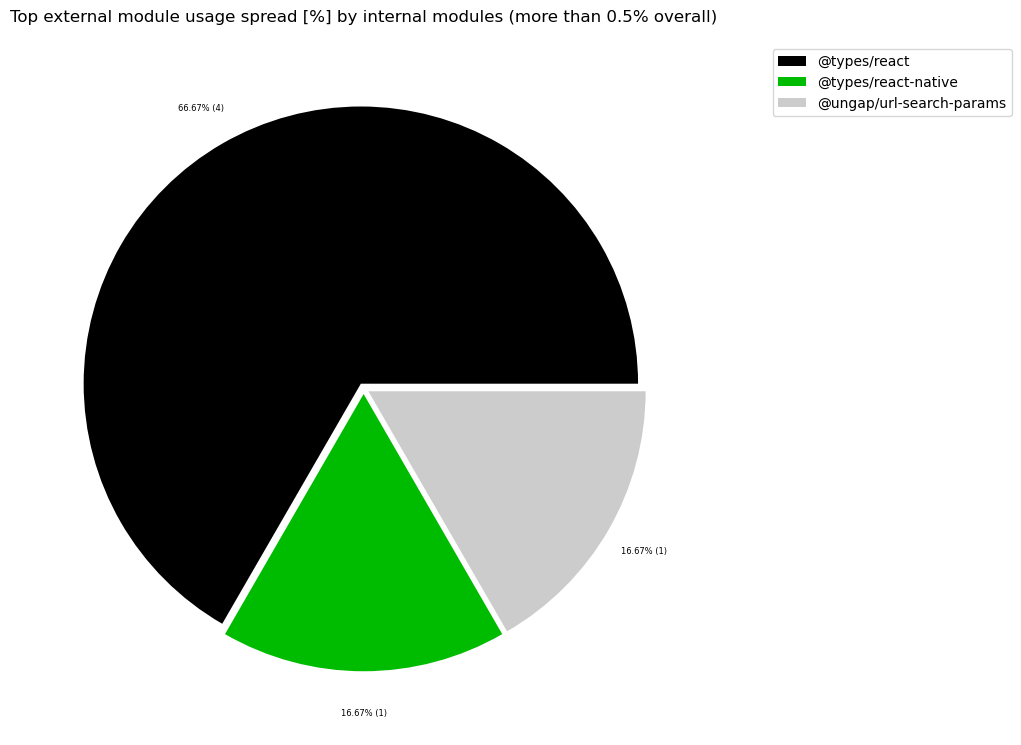 Top external module usage spread [%] by internal modules (more than 0.5% overall)
@types/react
@types/react-native
@ungap/url-search-params
66.67% (4)
16.67% (1)
16.67% (1)